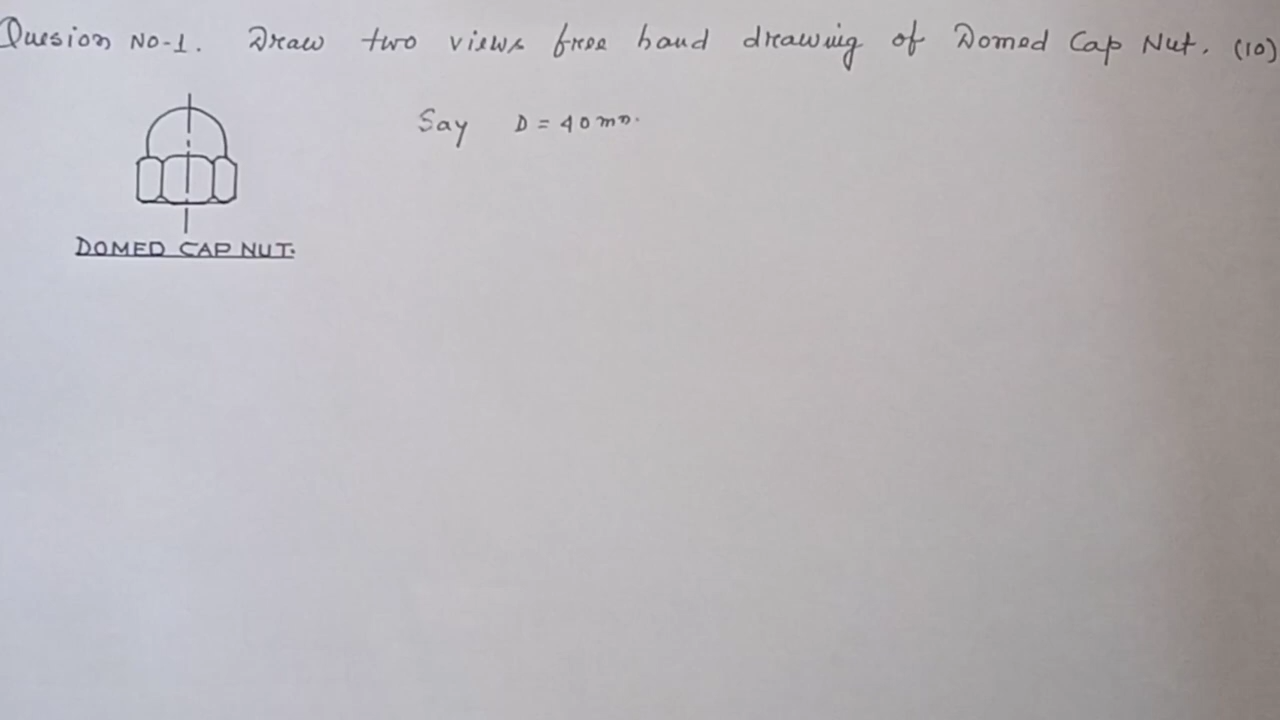 Quesion NO-1. Draw two views free hand drawing of Domed Cap Nut. (10)
Say D = 40 mm.
DOMED CAP NUT.